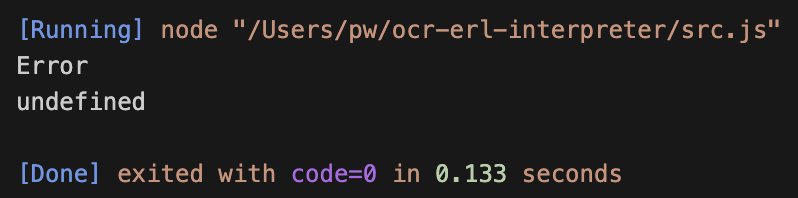 [Running] node "/Users/pw/ocr-erl-interpreter/src.js"
Error
undefined
[Done] exited with code=0 in 0.133 seconds